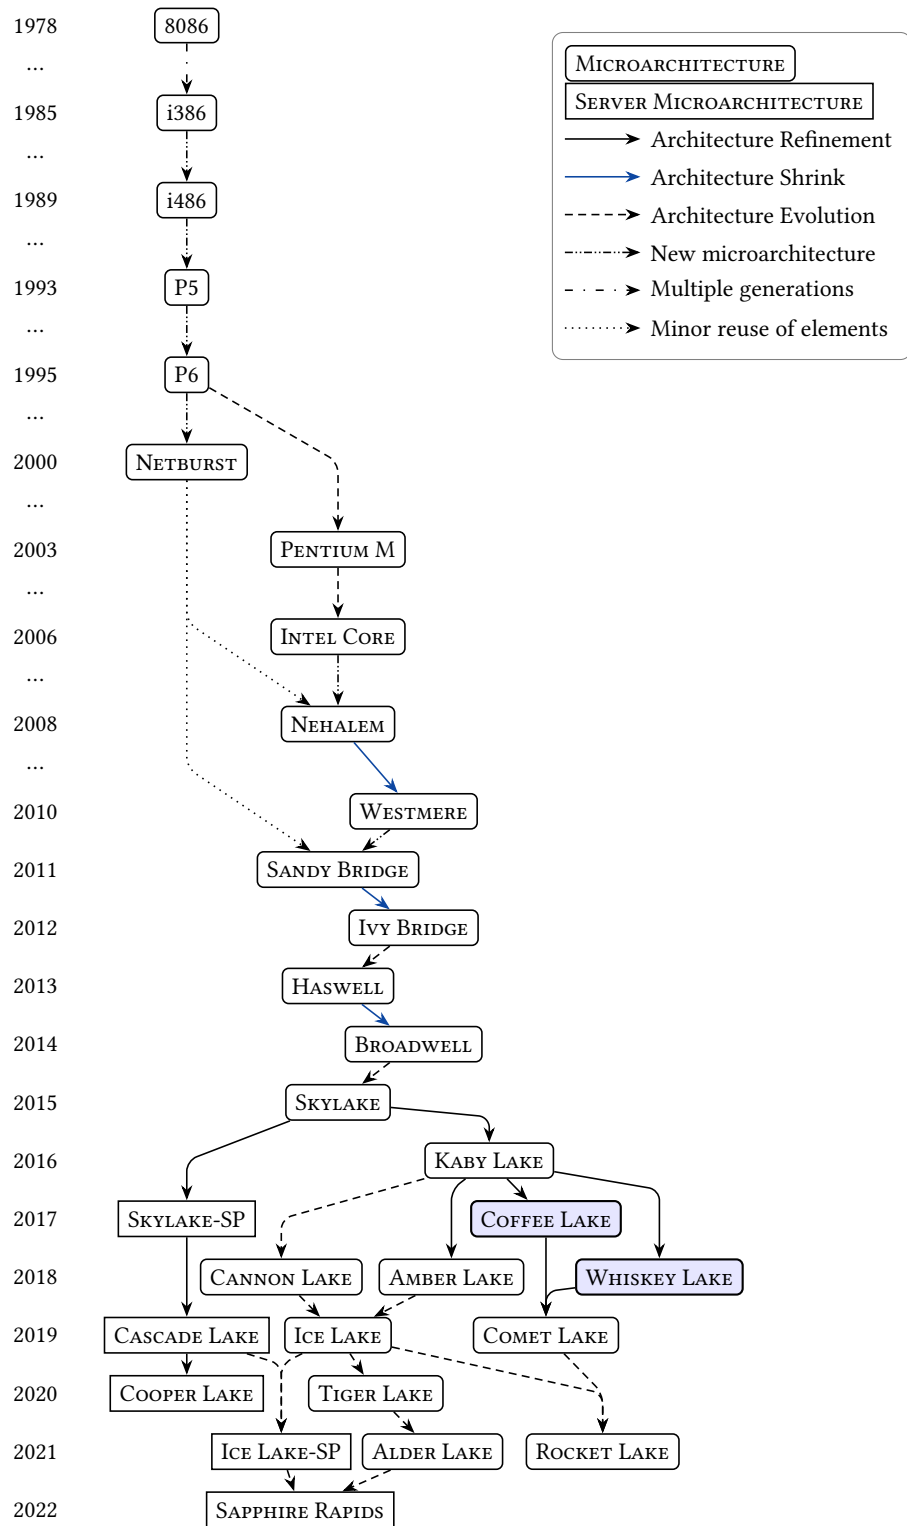 1978 8086
...
1985 i386
...
1989 i486
...
1993 P5
...
1995 P6
...
2000 Netburst
...
2003 Pentium M
...
2006 Intel Core
...
2008 Nehalem
...
2010 Westmere
2011 Sandy Bridge
2012 Ivy Bridge
2013 Haswell
2014 Broadwell
2015 Skylake
2016 Kaby Lake
2017 Skylake-SP Coffee Lake
2018 Cannon Lake Amber Lake Whiskey Lake
2019 Cascade Lake Ice Lake Comet Lake
2020 Cooper Lake Tiger Lake
2021 Ice Lake-SP Alder Lake Rocket Lake
2022 Sapphire Rapids
Microarchitecture
Server Microarchitecture
Architecture Refinement
Architecture Shrink
Architecture Evolution
New microarchitecture
Multiple generations
Minor reuse of elements